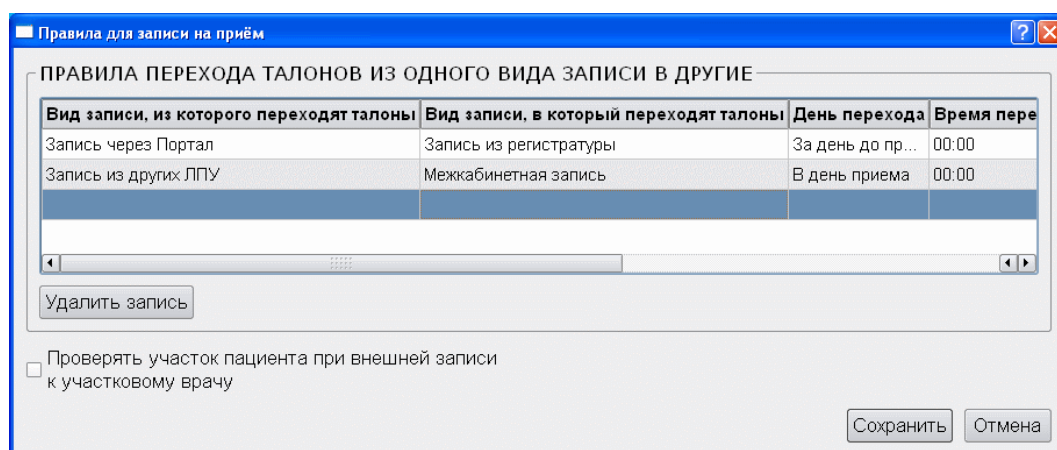 Правила для записи на приём
ПРАВИЛА ПЕРЕХОДА ТАЛОНОВ ИЗ ОДНОГО ВИДА ЗАПИСИ В ДРУГИЕ
Вид записи, из которого переходят талоны Вид записи, в который переходят талоны День перехода Время пере
Запись через Портал Запись из регистратуры За день до пр... 00:00
Запись из других ЛПУ Межкабинетная запись В день приема 00:00
Удалить запись
Проверять участок пациента при внешней записи
к участковому врачу
Сохранить Отмена